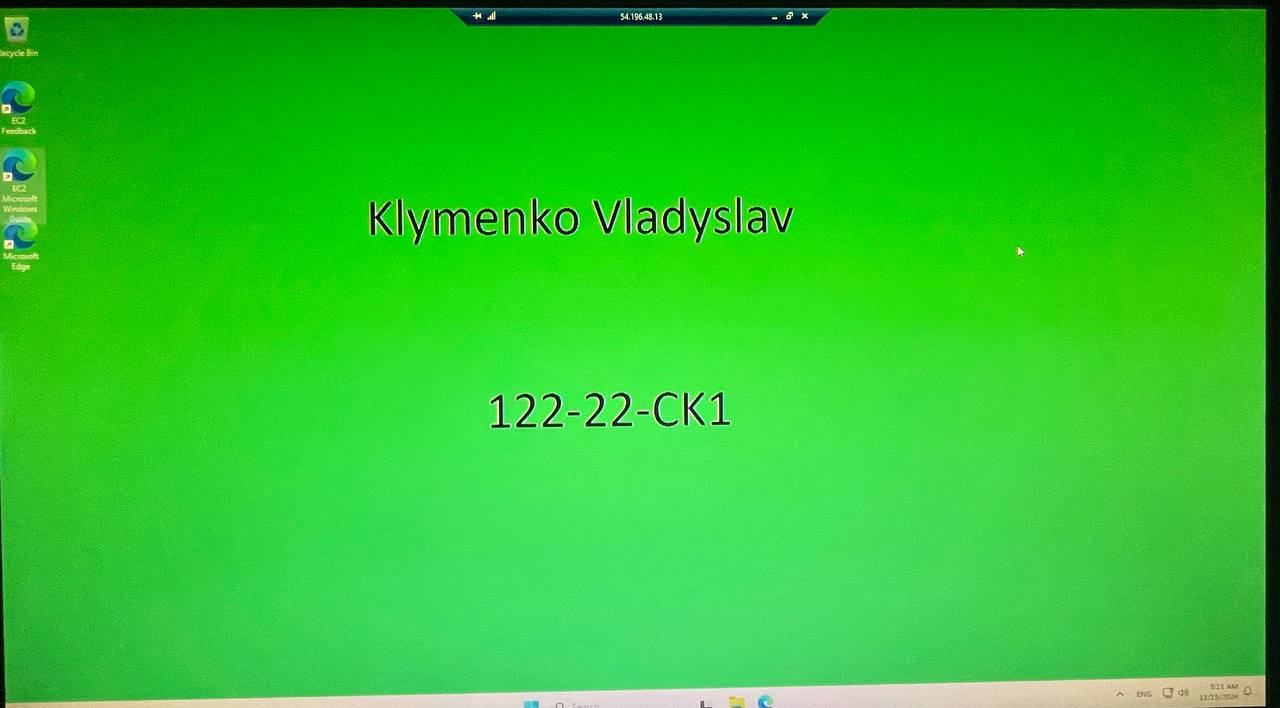 54.196.48.13
Recycle Bin
EC2
Feedback
EC2
Microsoft
Windows
Guide
Microsoft
Edge
Klymenko Vladyslav
122-22-CK1
Search
ENG
5:11 AM
11/15/2024